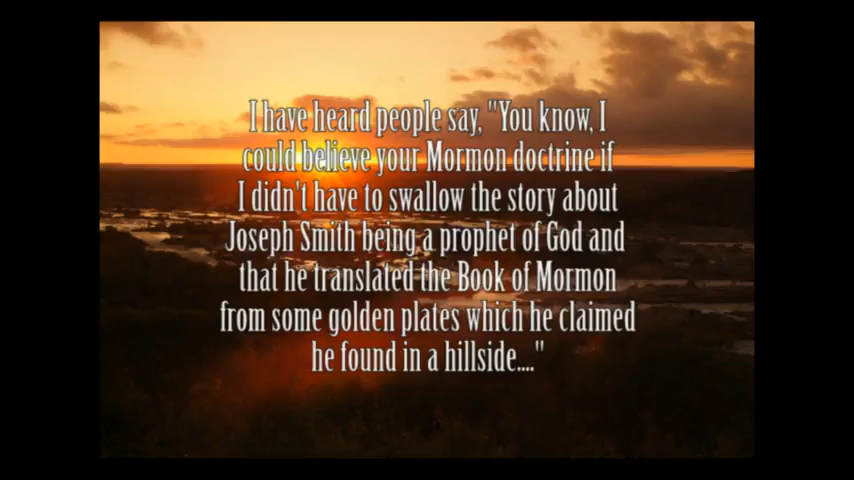 I have heard people say, "You know, I
could believe your Mormon doctrine if
I didn't have to swallow the story about
Joseph Smith being a prophet of God and
that he translated the Book of Mormon
from some golden plates which he claimed
he found in a hillside...."